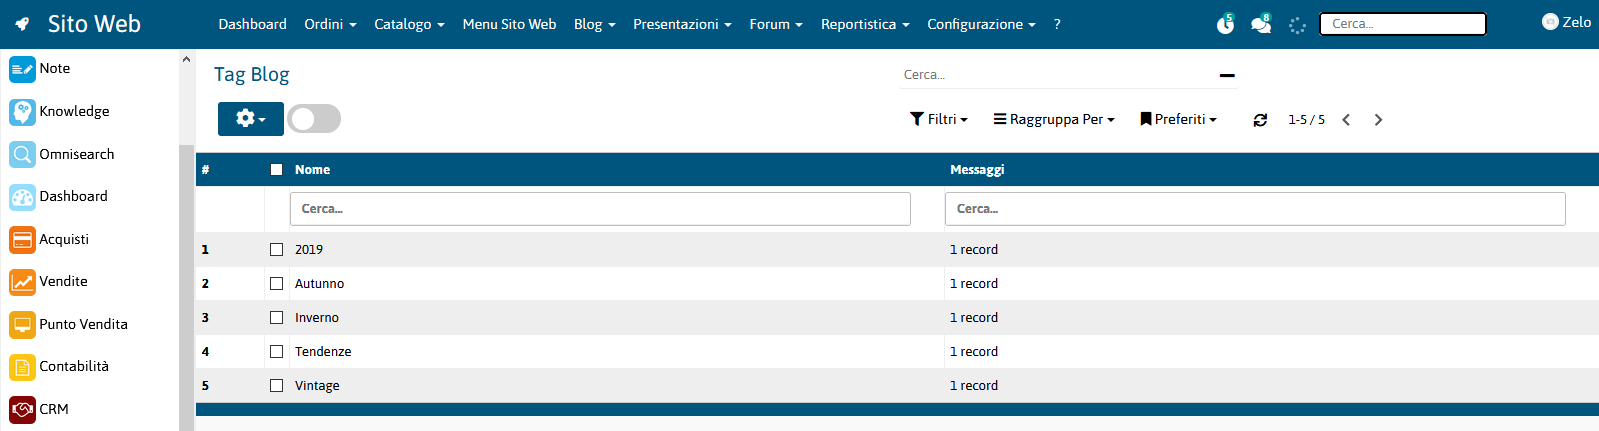 Sito Web Dashboard Ordini Catalogo Menu Sito Web Blog Presentazioni Forum Reportistica Configurazione ? 5 8 Cerca... Zelo
Note
Knowledge
Omnisearch
Dashboard
Acquisti
Vendite
Punto Vendita
Contabilità
CRM
Tag Blog Cerca...
Filtri Raggruppa Per Preferiti 1-5 / 5
# Nome Messaggi
Cerca... Cerca...
1 2019 1 record
2 Autunno 1 record
3 Inverno 1 record
4 Tendenze 1 record
5 Vintage 1 record